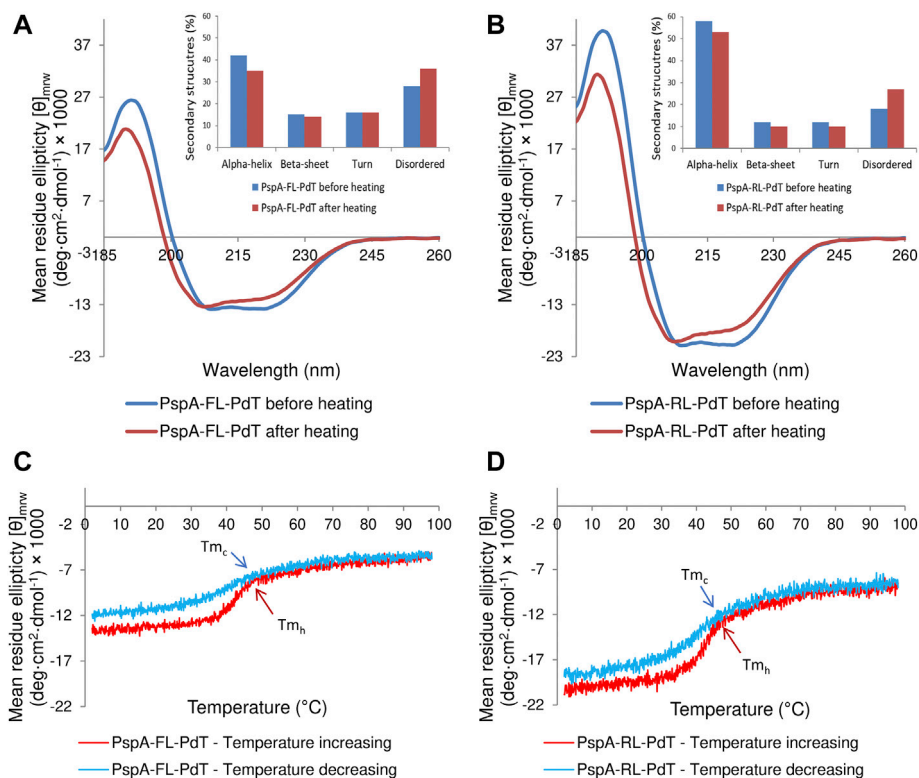 A
Mean residue ellipticty [θ]mrw
(deg·cm²·dmol⁻¹) × 1000
37
27
17
7
-3
-13
-23
185
200
215
230
245
260
Wavelength (nm)
Secondary strucutres (%)
60
50
40
30
20
10
0
Alpha-helix Beta-sheet Turn Disordered
PspA-FL-PdT before heating
PspA-FL-PdT after heating
PspA-FL-PdT before heating
PspA-FL-PdT after heating
B
Mean residue ellipticty [θ]mrw
(deg·cm²·dmol⁻¹) × 1000
37
27
17
7
-3
-13
-23
185
200
215
230
245
260
Wavelength (nm)
Secondary strucutres (%)
60
50
40
30
20
10
0
Alpha-helix Beta-sheet Turn Disordered
PspA-RL-PdT before heating
PspA-RL-PdT after heating
PspA-RL-PdT before heating
PspA-RL-PdT after heating
C
Mean residue ellipticty [θ]mrw
(deg·cm²·dmol⁻¹) × 1000
-2
-7
-12
-17
-22
0 10 20 30 40 50 60 70 80 90 100
Tmc
Tmh
Temperature (°C)
PspA-FL-PdT - Temperature increasing
PspA-FL-PdT - Temperature decreasing
D
Mean residue ellipticty [θ]mrw
(deg·cm²·dmol⁻¹) × 1000
-2
-7
-12
-17
-22
0 10 20 30 40 50 60 70 80 90 100
Tmc
Tmh
Temperature (°C)
PspA-RL-PdT - Temperature increasing
PspA-RL-PdT - Temperature decreasing